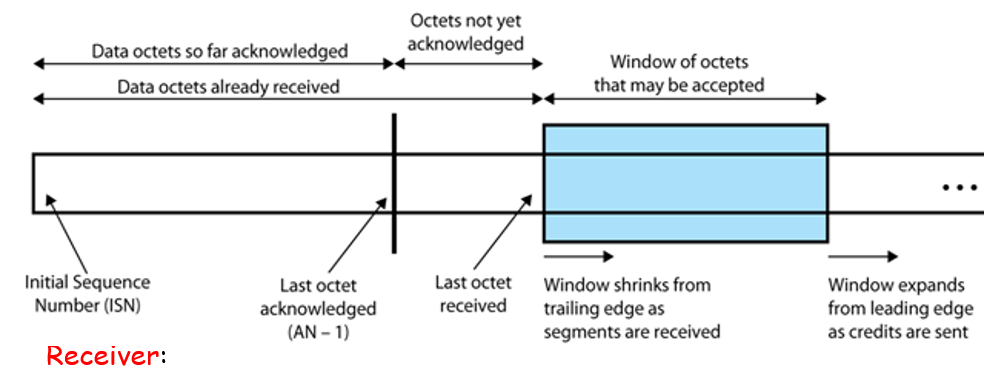 Octets not yet
acknowledged
Data octets so far acknowledged
Window of octets
that may be accepted
Data octets already received
...
Initial Sequence
Number (ISN)
Last octet
acknowledged
(AN – 1)
Last octet
received
Window shrinks from
trailing edge as
segments are received
Window expands
from leading edge
as credits are sent
Receiver: